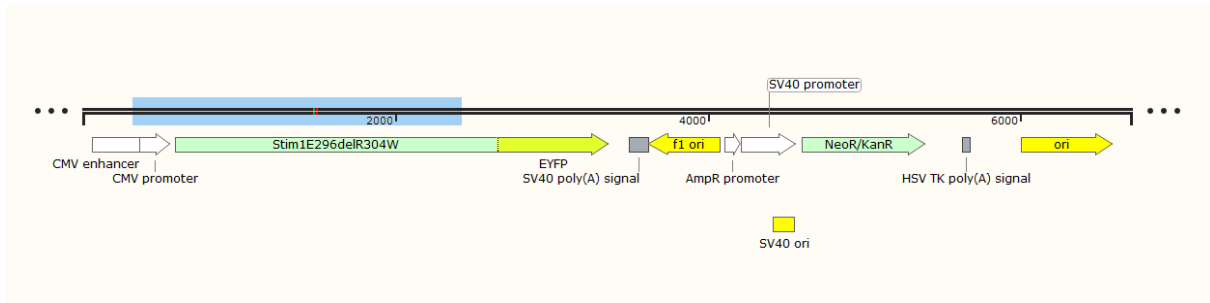 SV40 promoter
2000
4000
6000
Stim1E296delR304W
f1 ori
NeoR/KanR
ori
CMV enhancer
EYFP
CMV promoter
SV40 poly(A) signal
AmpR promoter
HSV TK poly(A) signal
SV40 ori